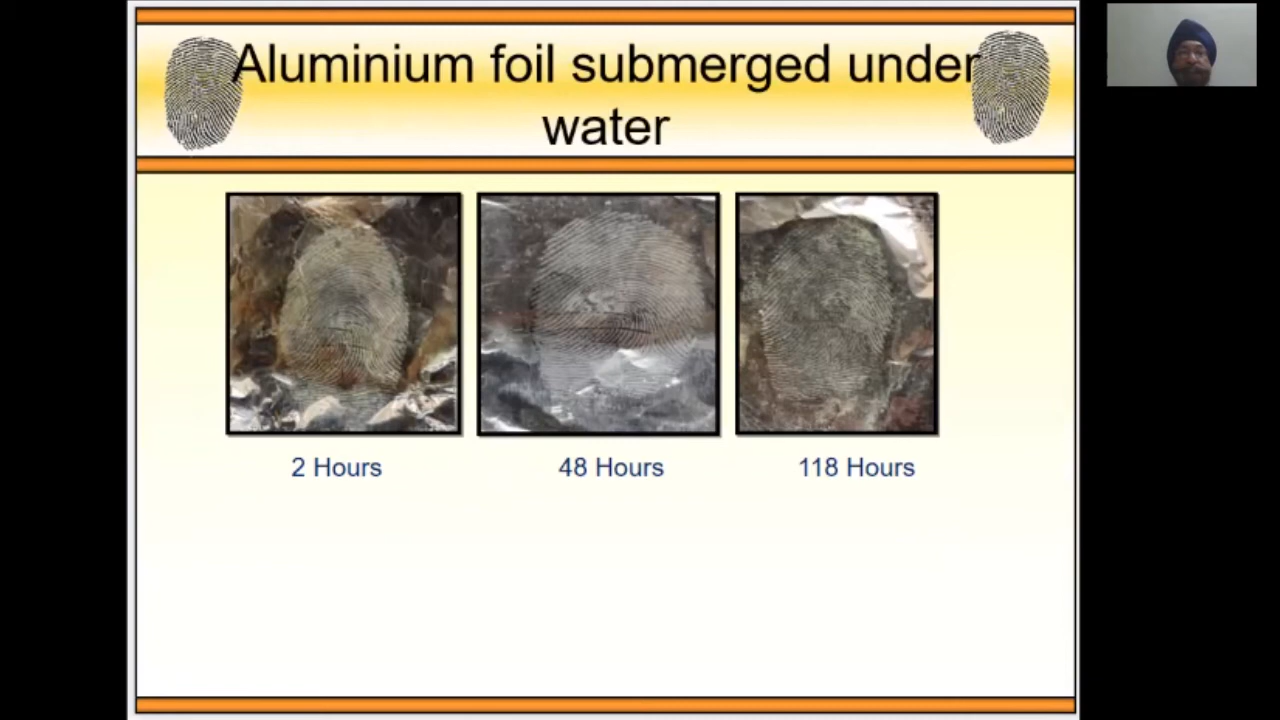 Aluminium foil submerged under
water
2 Hours
48 Hours
118 Hours